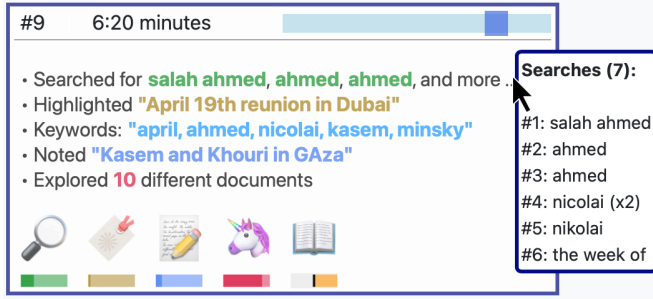 #9 6:20 minutes
• Searched for salah ahmed, ahmed, ahmed, and more ..
• Highlighted "April 19th reunion in Dubai"
• Keywords: "april, ahmed, nicolai, kasem, minsky"
• Noted "Kasem and Khouri in GAza"
• Explored 10 different documents
Searches (7):
#1: salah ahmed
#2: ahmed
#3: ahmed
#4: nicolai (x2)
#5: nikolai
#6: the week of